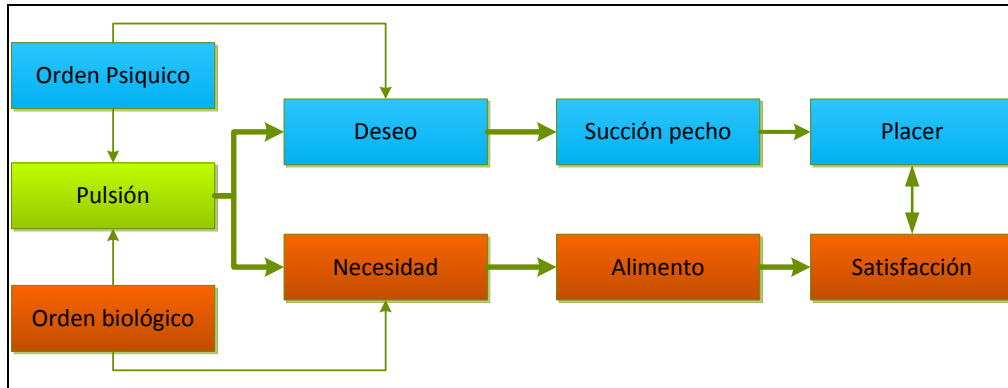 Orden Psiquico
Deseo
Succión pecho
Placer
Pulsión
Necesidad
Alimento
Satisfacción
Orden biológico